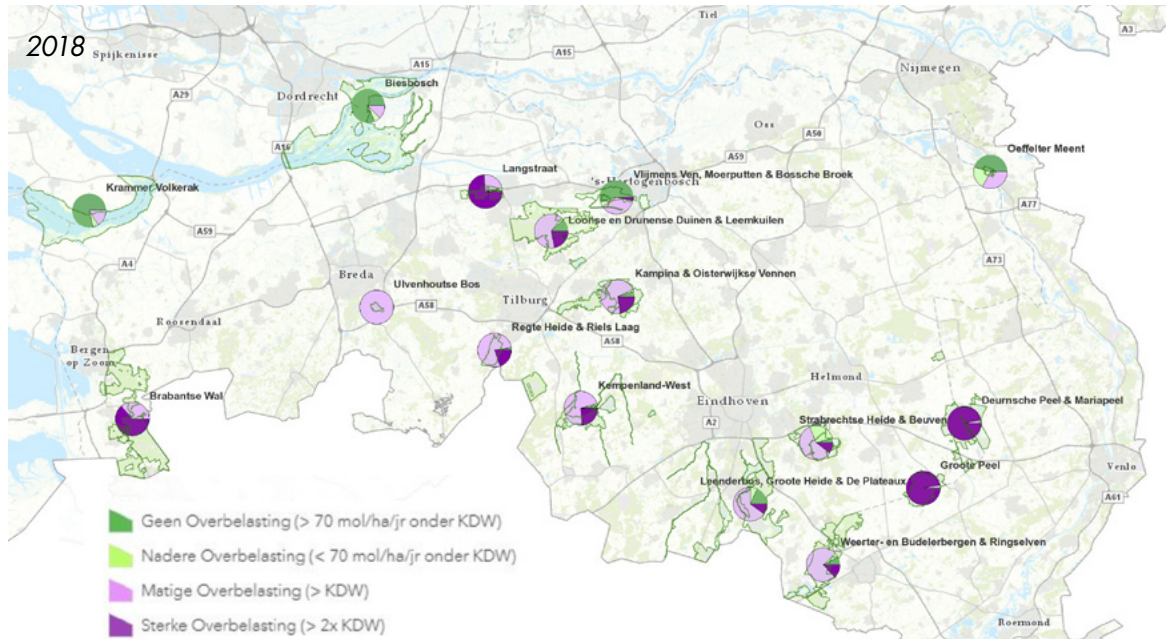 2018
Spijkenisse
A15
Tiel
A3
A15
Nijmegen
Biesbosch
A29
Dordrecht
Oss
A50
A16
A59
Oeffelter Meent
Langstraat
's-Hertogenbosch
Vlijmens Ven, Moerputten & Bossche Broek
Krammer-Volkerak
A77
A59
Loonse en Drunense Duinen & Leemkuilen
A4
A73
Breda
Kampina & Oisterwijkse Vennen
Ulvenhoutse Bos
A58
Tilburg
Roosendaal
Regte Heide & Riels Laag
A58
Bergen
op Zoom
Helmond
Kempenland-West
Brabantse Wal
Eindhoven
Deurnsche Peel & Mariapeel
A2
Strabrechtse Heide & Beuven
Groote Peel
Venlo
Leenderbos, Groote Heide & De Plateaux
A61
Weerter- en Budelerbergen & Ringselven
Roermond
Geen Overbelasting (> 70 mol/ha/jr onder KDW)
Nadere Overbelasting (< 70 mol/ha/jr onder KDW)
Matige Overbelasting (> KDW)
Sterke Overbelasting (> 2x KDW)